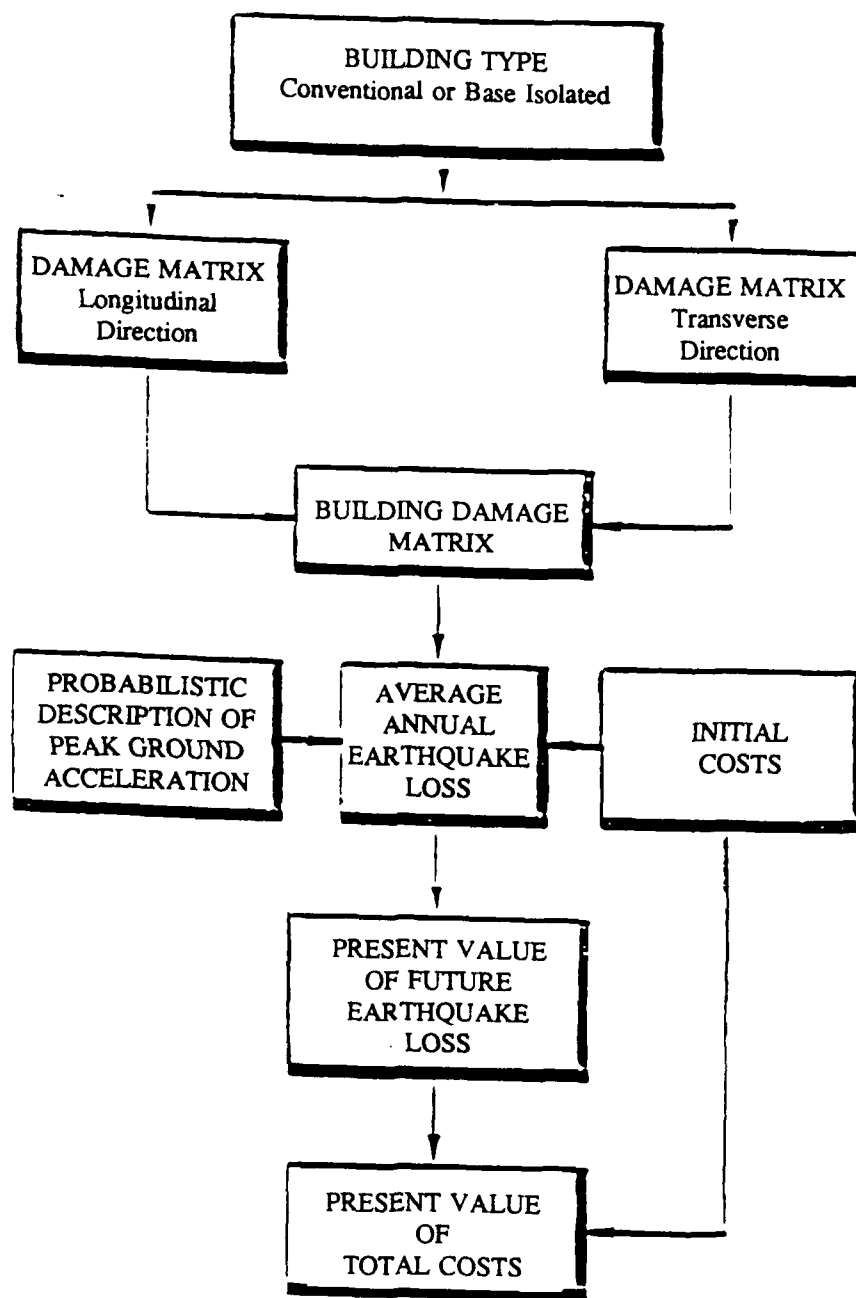 BUILDING TYPE
Conventional or Base Isolated
DAMAGE MATRIX
Longitudinal
Direction
DAMAGE MATRIX
Transverse
Direction
BUILDING DAMAGE
MATRIX
PROBABILISTIC
DESCRIPTION OF
PEAK GROUND
ACCELERATION
AVERAGE
ANNUAL
EARTHQUAKE
LOSS
INITIAL
COSTS
PRESENT VALUE
OF FUTURE
EARTHQUAKE
LOSS
PRESENT VALUE
OF
TOTAL COSTS